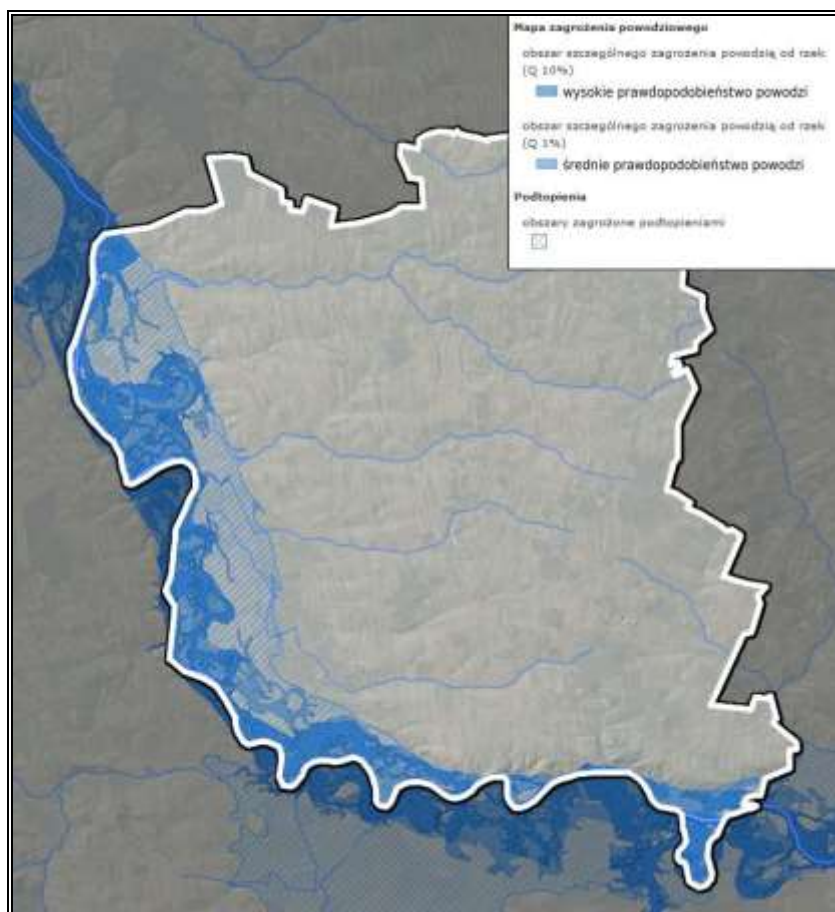 Mapa zagrożenia powodziowego
obszar szczególnego zagrożenia powodzią od rzek
(Q 10%)
wysokie prawdopodobieństwo powodzi
obszar szczególnego zagrożenia powodzią od rzek
(Q 1%)
średnie prawdopodobieństwo powodzi
Podtopienia
obszary zagrożone podtopieniami